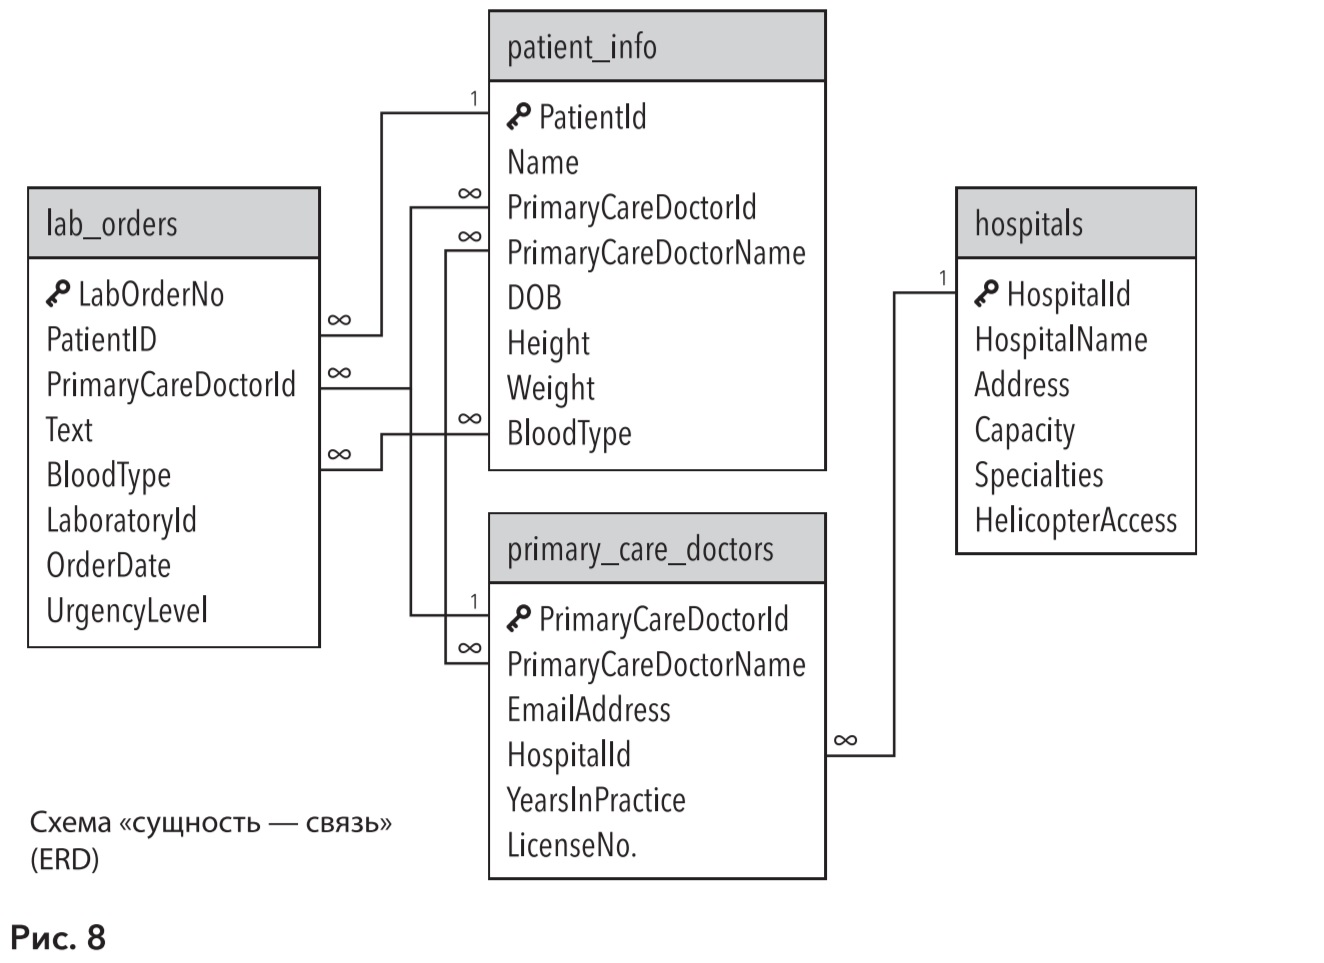 patient_info
1
PatientId
Name
∞
PrimaryCareDoctorId
∞
PrimaryCareDoctorName
DOB
Height
Weight
∞
BloodType
lab_orders
LabOrderNo
∞
PatientID
∞
PrimaryCareDoctorId
Text
∞
BloodType
LaboratoryId
OrderDate
UrgencyLevel
primary_care_doctors
1
PrimaryCareDoctorId
∞
PrimaryCareDoctorName
EmailAddress
∞
HospitalId
YearsInPractice
LicenseNo.
hospitals
1
HospitalId
HospitalName
Address
Capacity
Specialties
HelicopterAccess
Схема «сущность — связь»
(ERD)
Рис. 8